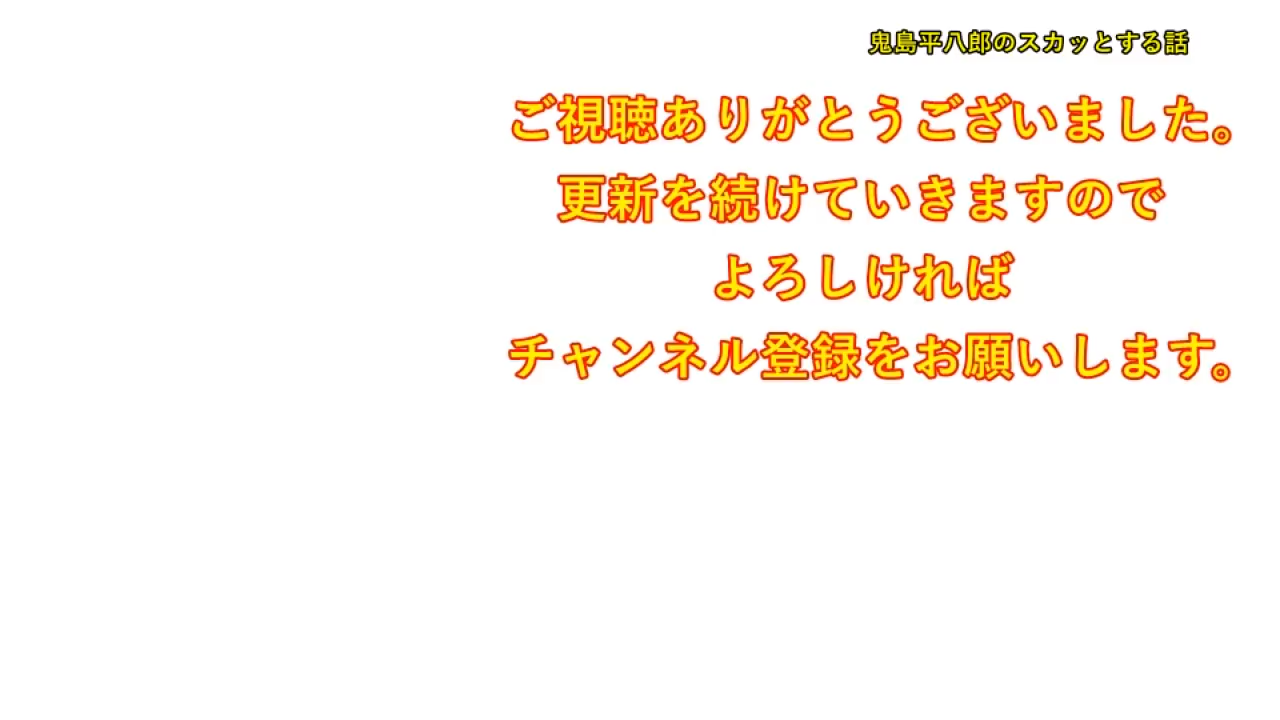 鬼島平八郎のスカッとする話
ご視聴ありがとうございました。
更新を続けていきますので
よろしければ
チャンネル登録をお願いします。